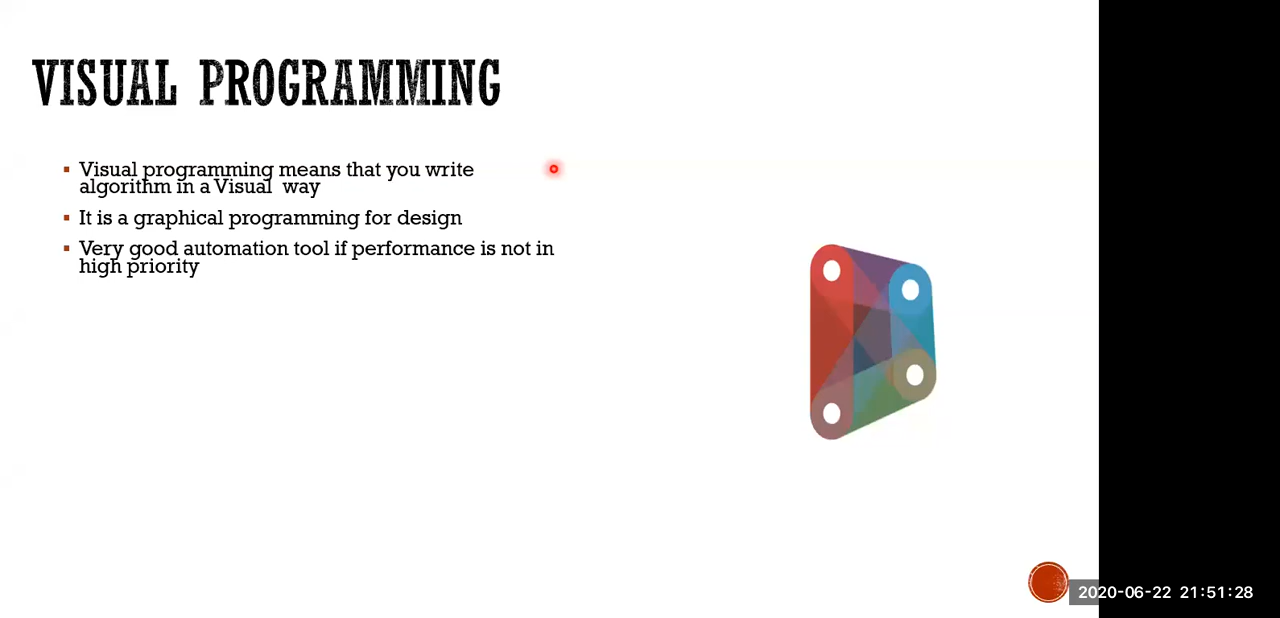 VISUAL PROGRAMMING
Visual programming means that you write
algorithm in a Visual way
It is a graphical programming for design
Very good automation tool if performance is not in
high priority
2020-06-22 21:51:28